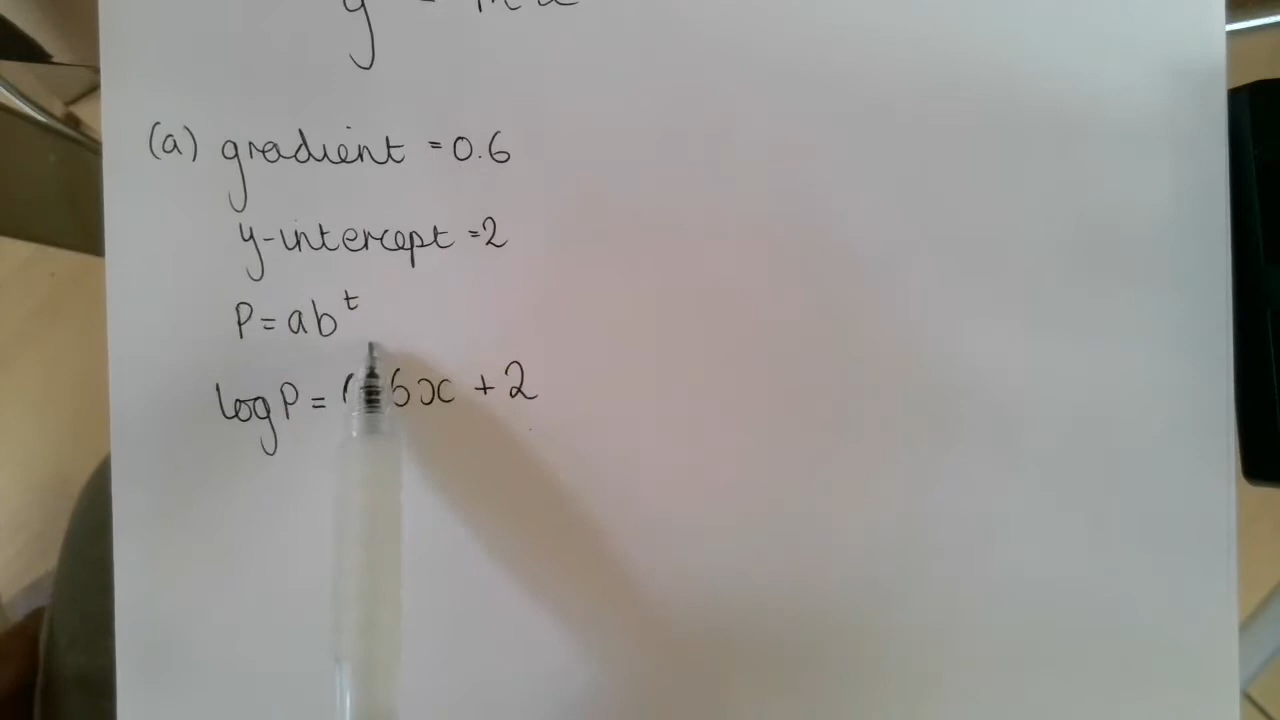 (a) gradient = 0.6
y-intercept = 2
P = ab^t
log P = 6x + 2